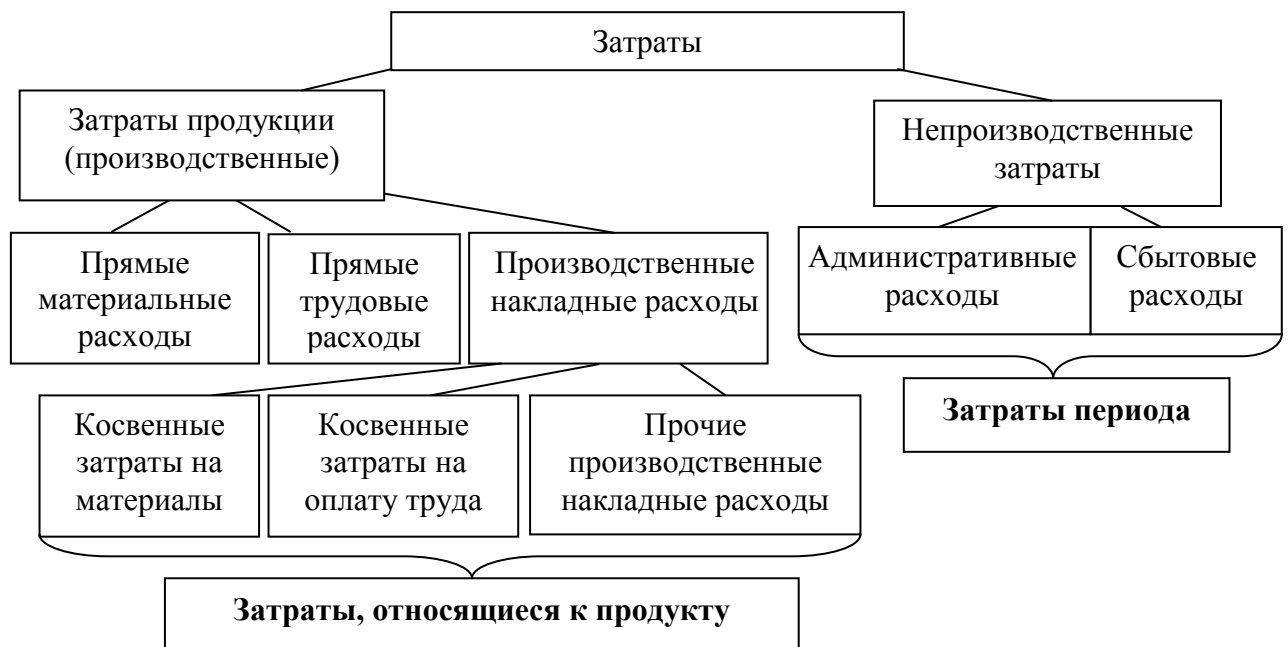 Затраты
Затраты продукции
(производственные)
Непроизводственные
затраты
Прямые
материальные
расходы
Прямые
трудовые
расходы
Производственные
накладные расходы
Административные
расходы
Сбытовые
расходы
Затраты периода
Косвенные
затраты на
материалы
Косвенные
затраты на
оплату труда
Прочие
производственные
накладные расходы
Затраты, относящиеся к продукту